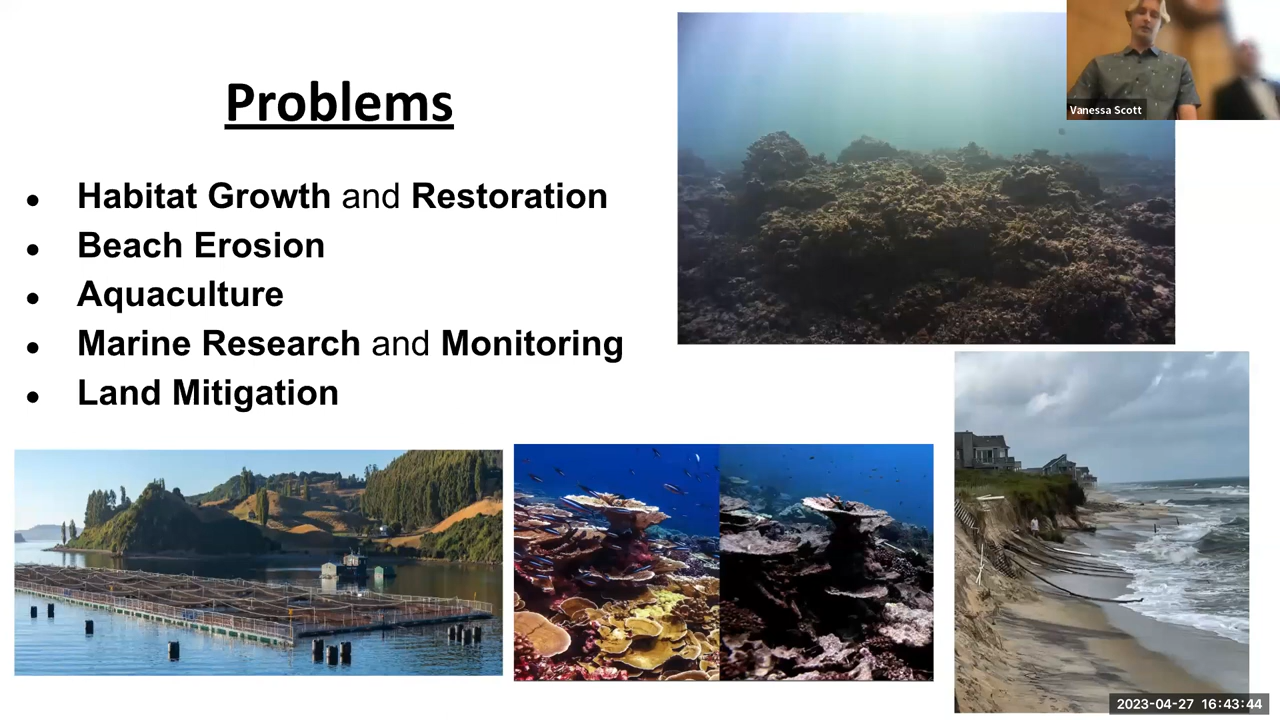 Problems
Vanessa Scott
● Habitat Growth and Restoration
● Beach Erosion
● Aquaculture
● Marine Research and Monitoring
● Land Mitigation
2023-04-27 16:43:44